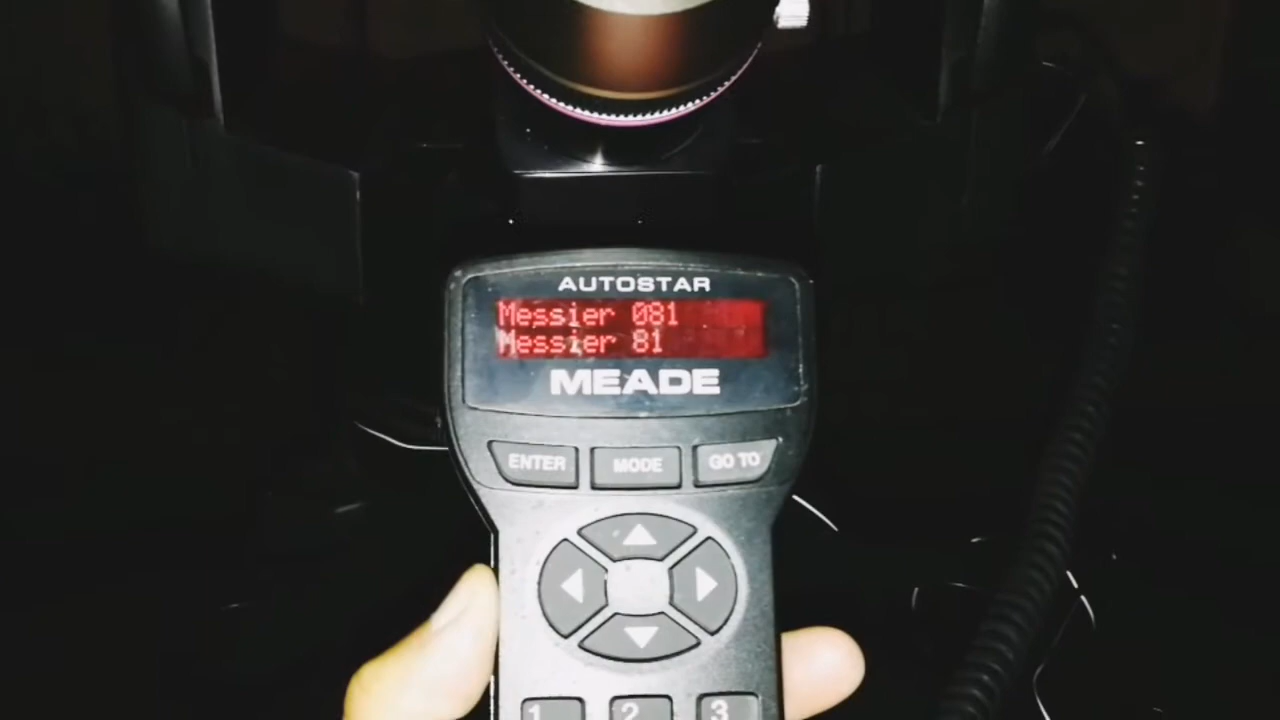 AUTOSTAR
Messier 081
Messier 81
MEADE
ENTER MODE GO TO
1 2 3